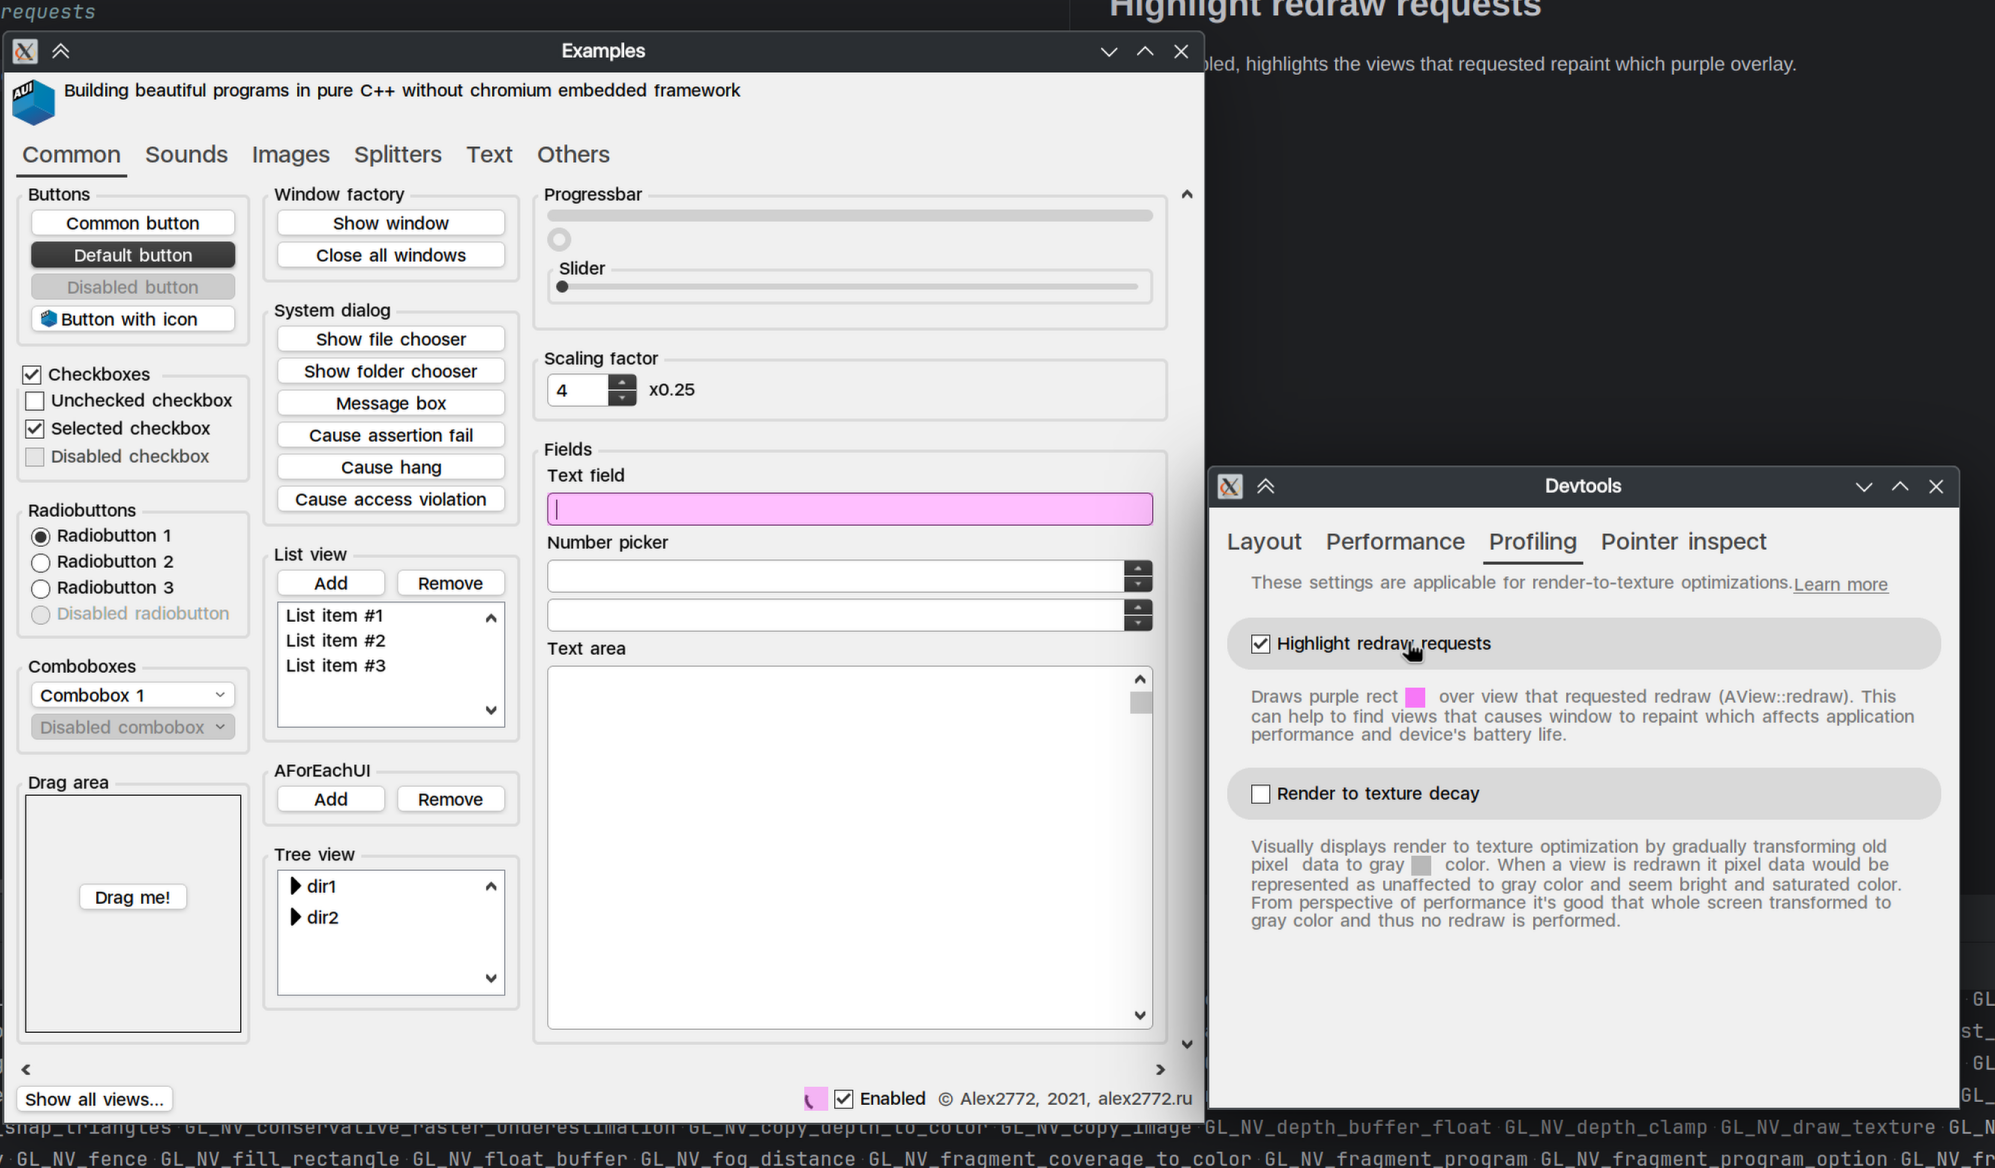 requests
Highlight redraw requests
bled, highlights the views that requested repaint which purple overlay.
Examples
AUI
Building beautiful programs in pure C++ without chromium embedded framework
Common Sounds Images Splitters Text Others
Buttons
Common button
Default button
Disabled button
Button with icon
Checkboxes
Unchecked checkbox
Selected checkbox
Disabled checkbox
Radiobuttons
Radiobutton 1
Radiobutton 2
Radiobutton 3
Disabled radiobutton
Comboboxes
Combobox 1
Disabled combobox
Drag area
Drag me!
Window factory
Show window
Close all windows
System dialog
Show file chooser
Show folder chooser
Message box
Cause assertion fail
Cause hang
Cause access violation
List view
Add Remove
List item #1
List item #2
List item #3
AForEachUI
Add Remove
Tree view
dir1
dir2
Progressbar
Slider
Scaling factor
4 x0.25
Fields
Text field
Number picker
Text area
Show all views...
Enabled © Alex2772, 2021, alex2772.ru
Devtools
Layout Performance Profiling Pointer inspect
These settings are applicable for render-to-texture optimizations. Learn more
Highlight redraw requests
Draws purple rect over view that requested redraw (AView::redraw). This
can help to find views that causes window to repaint which affects application
performance and device's battery life.
Render to texture decay
Visually displays render to texture optimization by gradually transforming old
pixel data to gray color. When a view is redrawn it pixel data would be
represented as unaffected to gray color and seem bright and saturated color.
From perspective of performance it's good that whole screen transformed to
gray color and thus no redraw is performed.
GL
st_
GL
GL_
_snap_triangles GL_NV_conservative_raster_underestimation GL_NV_copy_depth_to_color GL_NV_copy_image GL_NV_depth_buffer_float GL_NV_depth_clamp GL_NV_draw_texture GL_N
GL_NV_fence GL_NV_fill_rectangle GL_NV_float_buffer GL_NV_fog_distance GL_NV_fragment_coverage_to_color GL_NV_fragment_program GL_NV_fragment_program_option GL_NV_fr